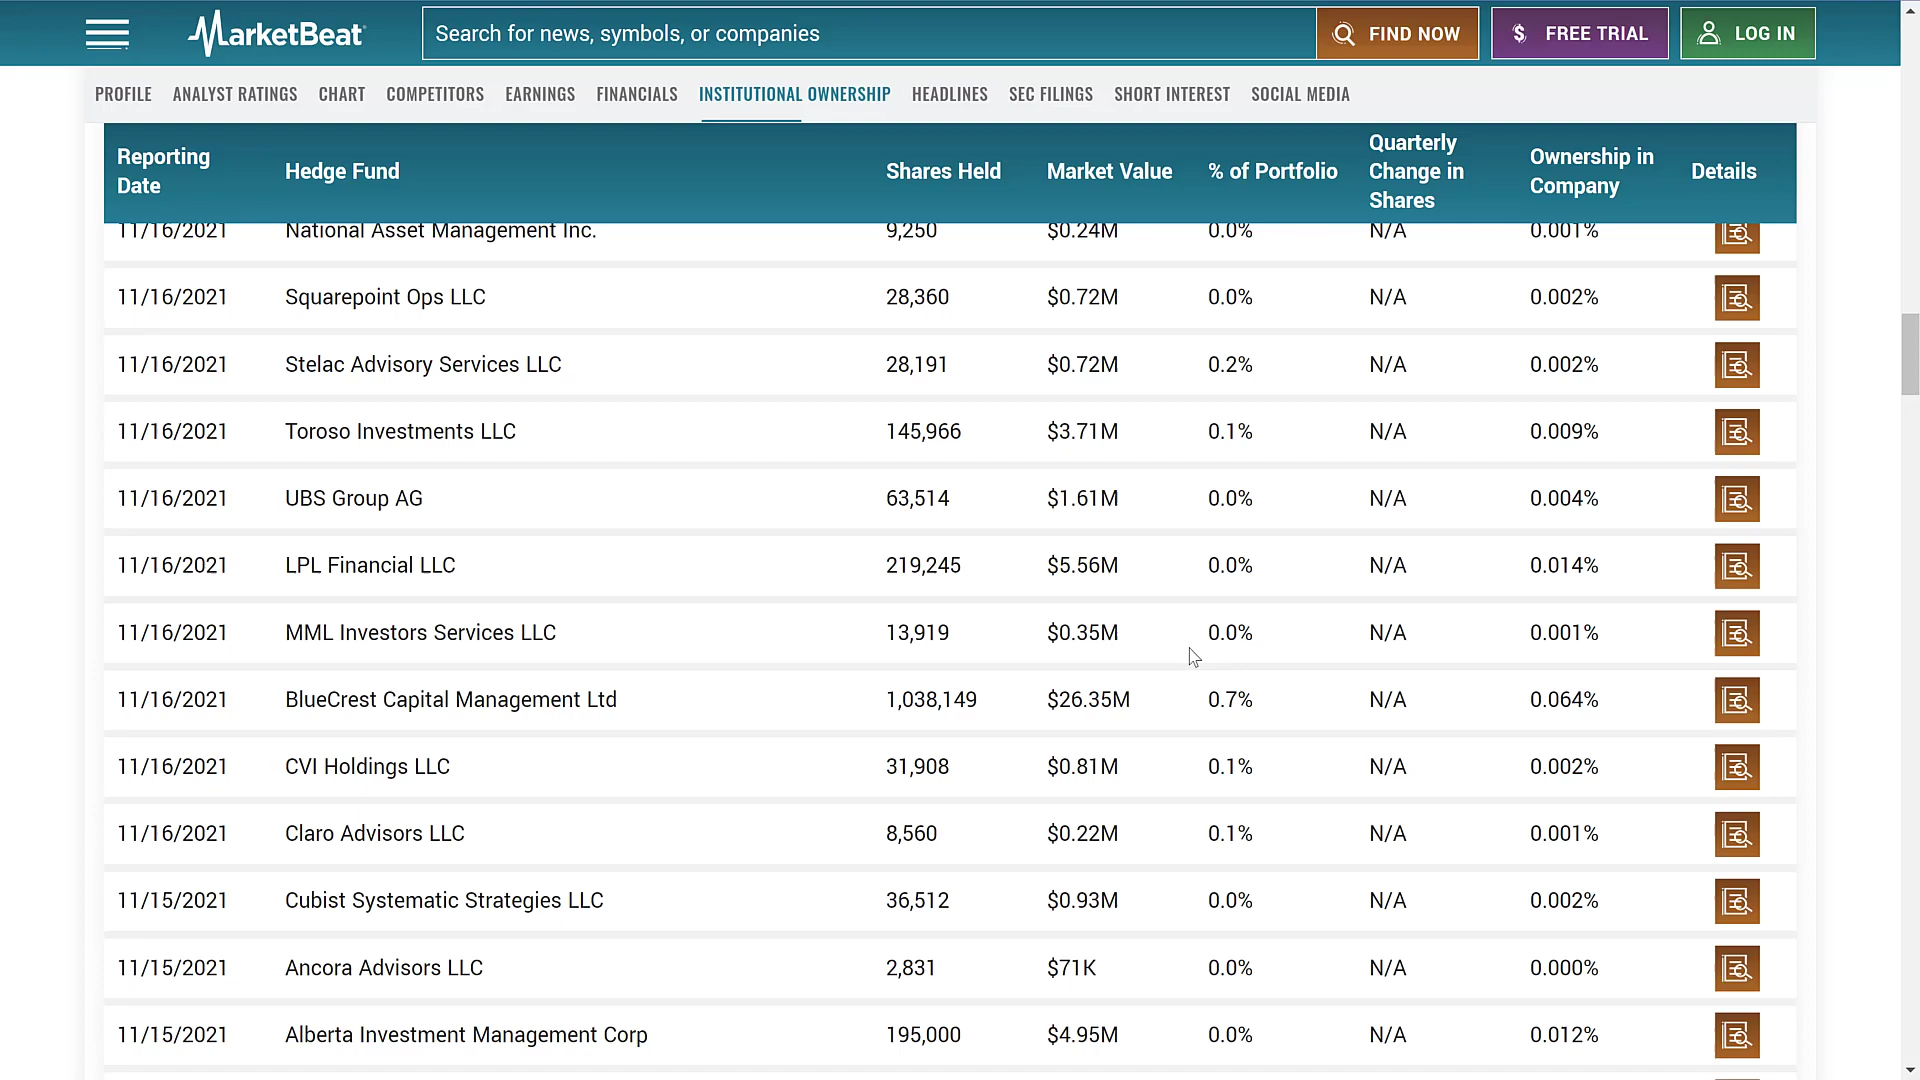 MarketBeat Search for news, symbols, or companies FIND NOW $ FREE TRIAL LOG IN
PROFILE ANALYST RATINGS CHART COMPETITORS EARNINGS FINANCIALS INSTITUTIONAL OWNERSHIP HEADLINES SEC FILINGS SHORT INTEREST SOCIAL MEDIA
Reporting Date Hedge Fund Shares Held Market Value % of Portfolio Quarterly Change in Shares Ownership in Company Details
11/16/2021 National Asset Management Inc. 9,250 $0.24M 0.0% N/A 0.001%
11/16/2021 Squarepoint Ops LLC 28,360 $0.72M 0.0% N/A 0.002%
11/16/2021 Stelac Advisory Services LLC 28,191 $0.72M 0.2% N/A 0.002%
11/16/2021 Toroso Investments LLC 145,966 $3.71M 0.1% N/A 0.009%
11/16/2021 UBS Group AG 63,514 $1.61M 0.0% N/A 0.004%
11/16/2021 LPL Financial LLC 219,245 $5.56M 0.0% N/A 0.014%
11/16/2021 MML Investors Services LLC 13,919 $0.35M 0.0% N/A 0.001%
11/16/2021 BlueCrest Capital Management Ltd 1,038,149 $26.35M 0.7% N/A 0.064%
11/16/2021 CVI Holdings LLC 31,908 $0.81M 0.1% N/A 0.002%
11/16/2021 Claro Advisors LLC 8,560 $0.22M 0.1% N/A 0.001%
11/15/2021 Cubist Systematic Strategies LLC 36,512 $0.93M 0.0% N/A 0.002%
11/15/2021 Ancora Advisors LLC 2,831 $71K 0.0% N/A 0.000%
11/15/2021 Alberta Investment Management Corp 195,000 $4.95M 0.0% N/A 0.012%